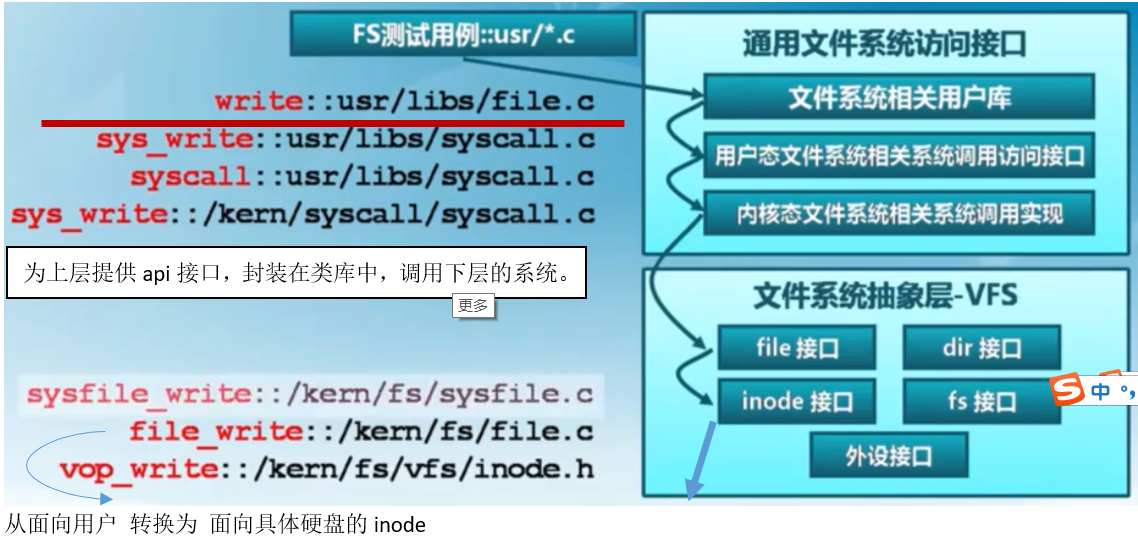 FS测试用例::usr/*.c
write::usr/libs/file.c
sys_write::usr/libs/syscall.c
syscall::usr/libs/syscall.c
sys_write::/kern/syscall/syscall.c
为上层提供 api 接口，封装在类库中，调用下层的系统。
更多
sysfile_write::/kern/fs/sysfile.c
file_write::/kern/fs/file.c
vop_write::/kern/fs/vfs/inode.h
从面向用户 转换为 面向具体硬盘的 inode
通用文件系统访问接口
文件系统相关用户库
用户态文件系统相关系统调用访问接口
内核态文件系统相关系统调用实现
文件系统抽象层-VFS
file 接口
dir 接口
inode 接口
fs 接口
外设接口
S 中 °,